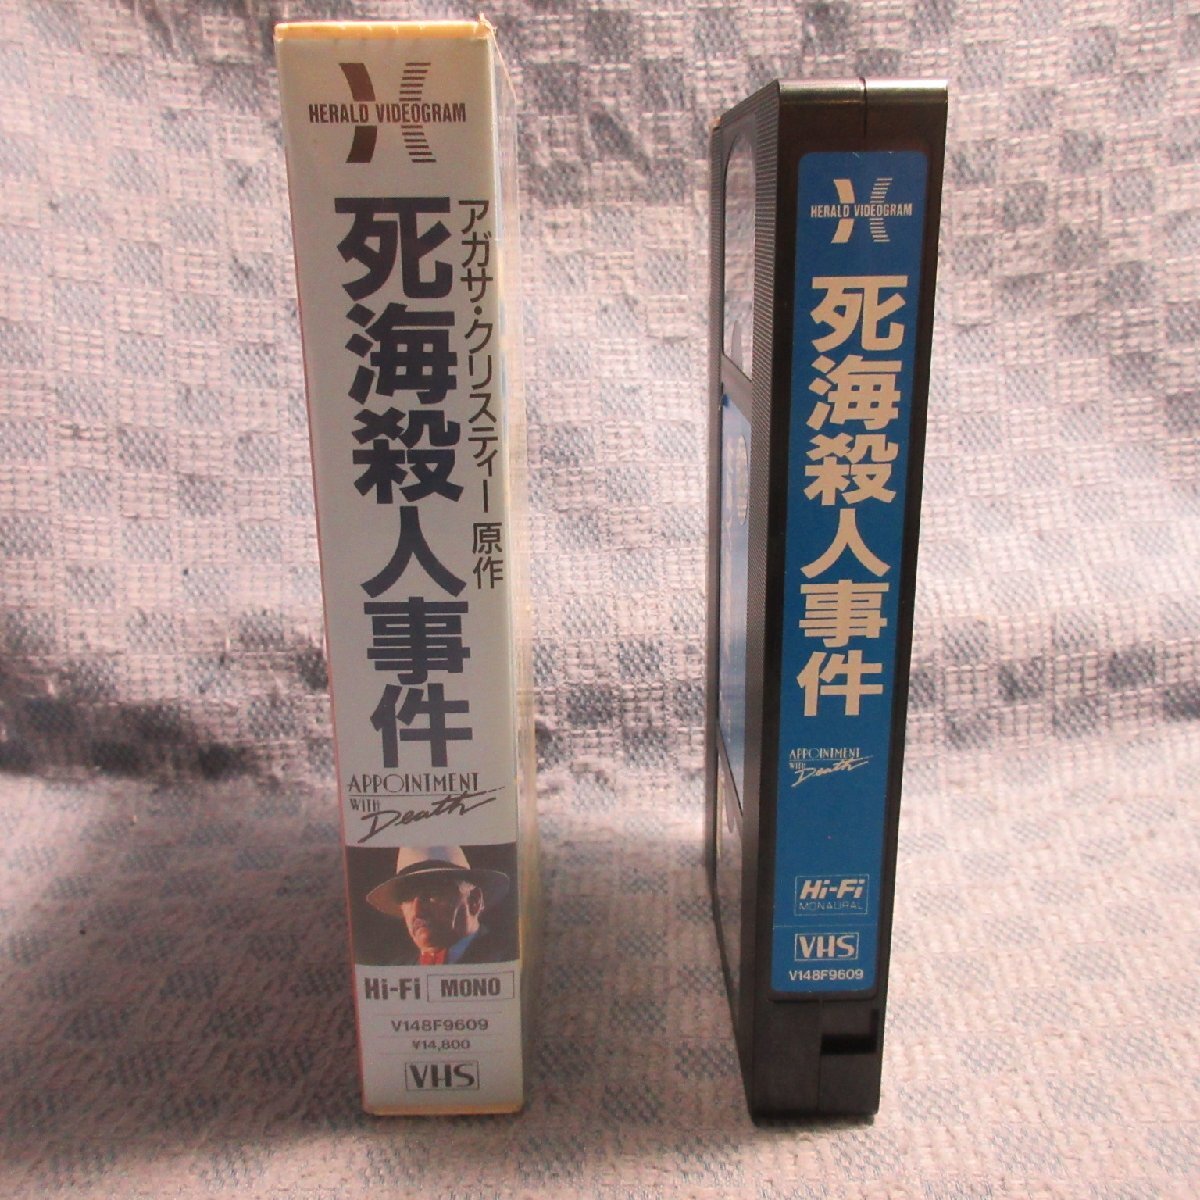 HERALD VIDEOGRAM
アガサ・クリスティー 原作
死海殺人事件
APPOINTMENT
WITH Death
Hi-Fi MONO
V148F9609
¥14,800
VHS
HERALD VIDEOGRAM
死海殺人事件
APPOINTMENT
WITH Death
Hi-Fi
MONAURAL
VHS
V148F9609